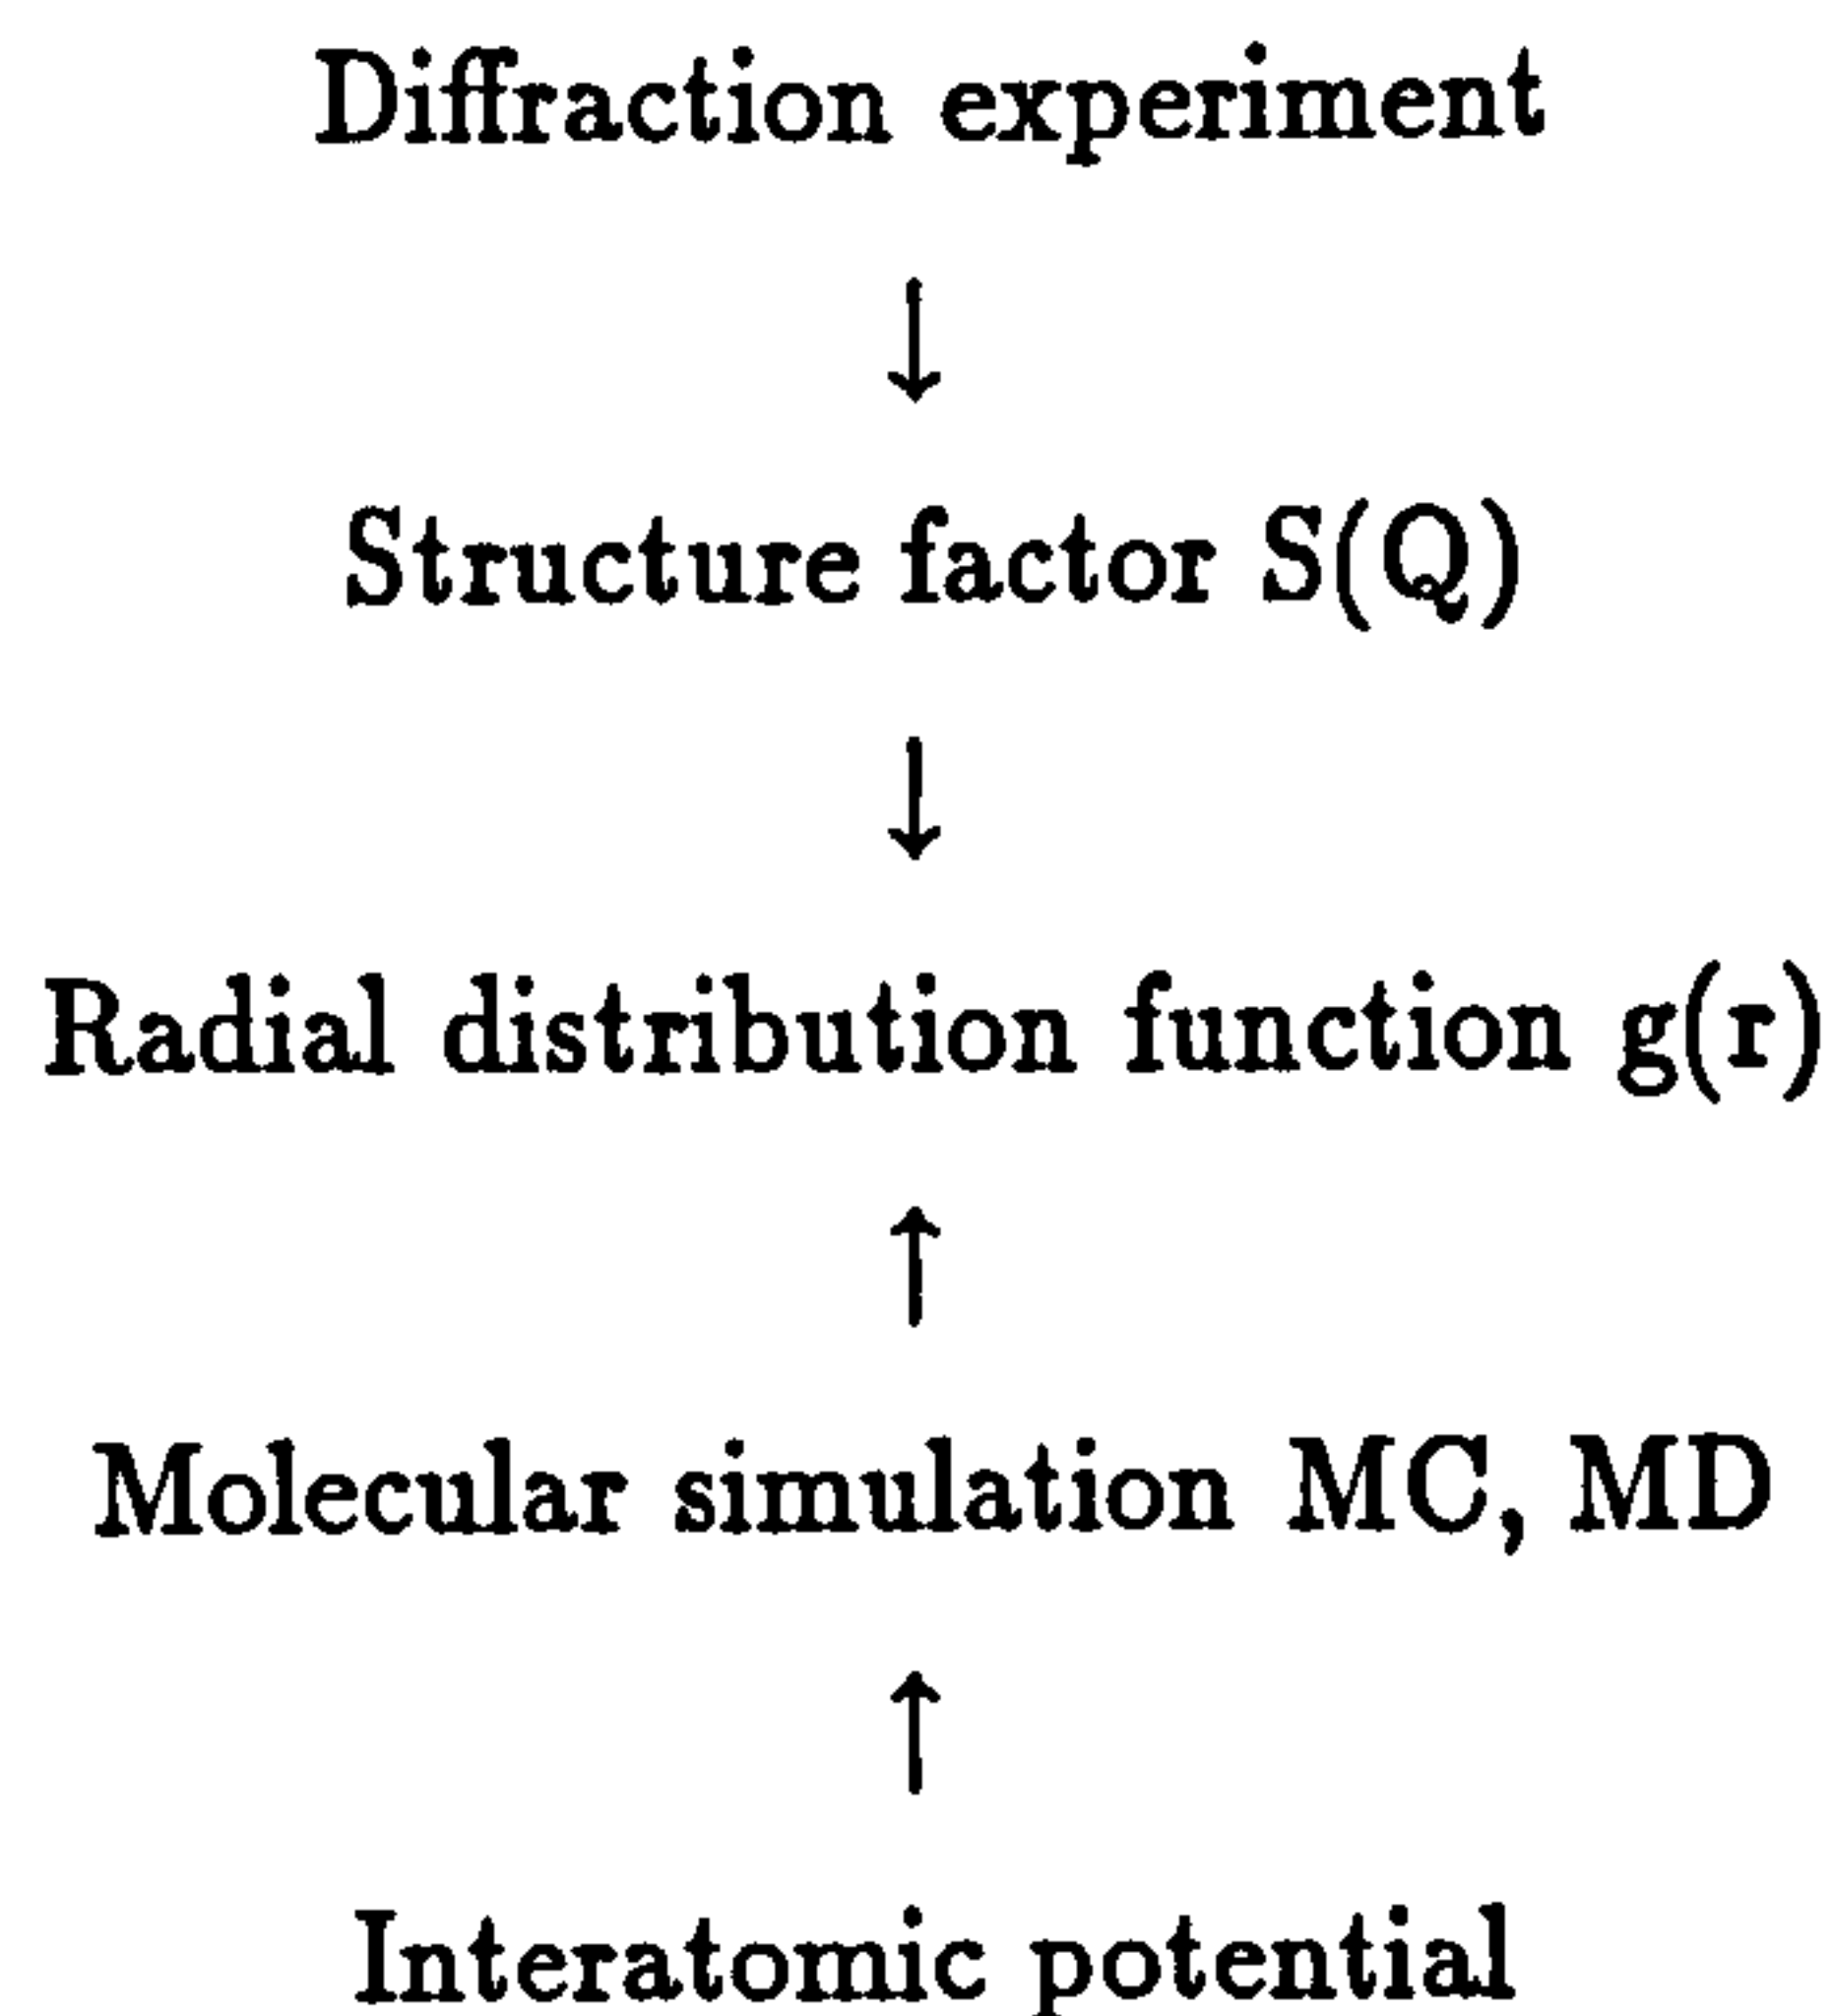 Diffraction experiment
↓
Structure factor S(Q)
↓
Radial distribution function g(r)
↑
Molecular simulation MC, MD
↑
Interatomic potential